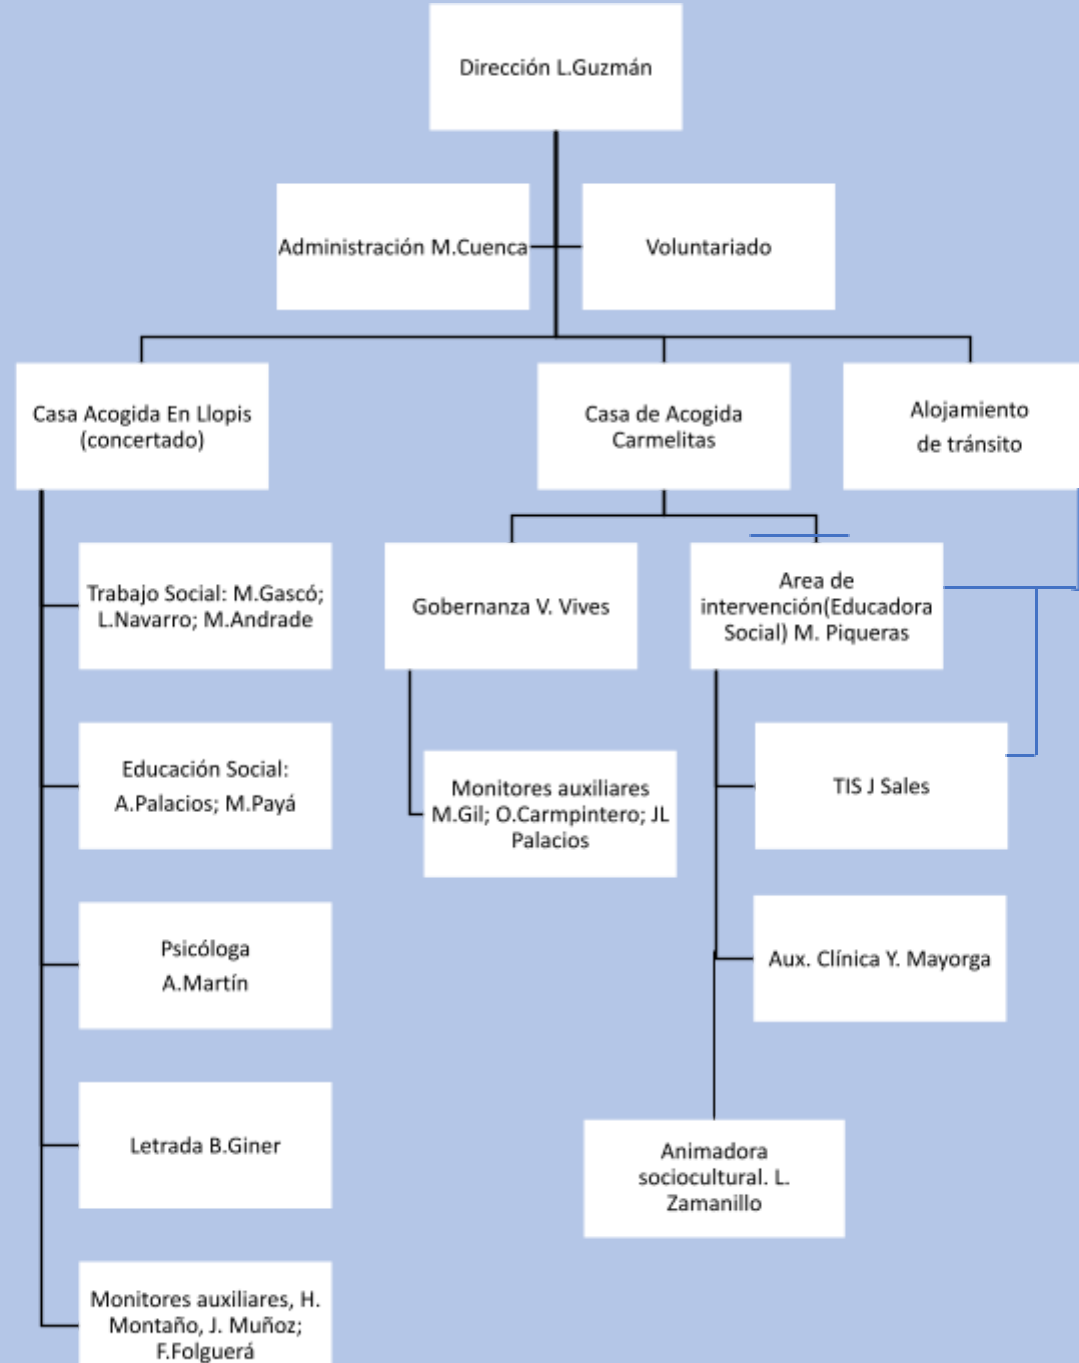 Dirección L.Guzmán
Administración M.Cuenca
Voluntariado
Casa Acogida En Llopis
(concertado)
Casa de Acogida
Carmelitas
Alojamiento
de tránsito
Trabajo Social: M.Gascó;
L.Navarro; M.Andrade
Gobernanza V. Vives
Area de
intervención(Educadora
Social) M. Piqueras
Educación Social:
A.Palacios; M.Payá
Monitores auxiliares
M.Gil; O.Carmpintero; JL
Palacios
TIS J Sales
Psicóloga
A.Martín
Aux. Clínica Y. Mayorga
Letrada B.Giner
Animadora
sociocultural. L.
Zamanillo
Monitores auxiliares, H.
Montaño, J. Muñoz;
F.Folguerá